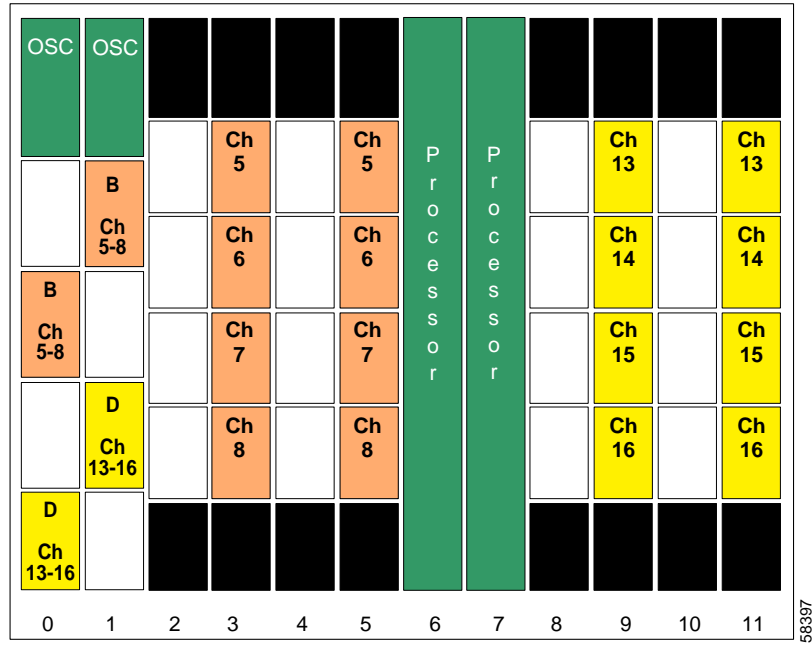 OSC OSC
Ch Ch Ch Ch
5 5 13 13
B
Ch
5-8
Ch Ch Ch Ch
6 6 14 14
B
Ch
5-8
Ch Ch Ch Ch
7 7 15 15
D
Ch
13-16
Ch Ch Ch Ch
8 8 16 16
D
Ch
13-16
Processor
Processor
0 1 2 3 4 5 6 7 8 9 10 11
58397